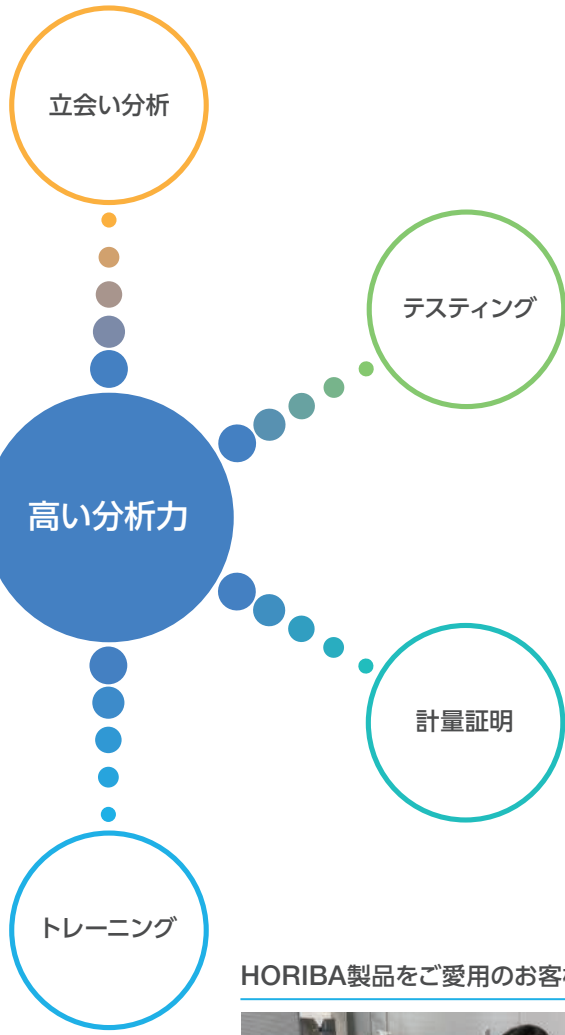 立会い分析
テスティング
高い分析力
計量証明
トレーニング
HORIBA製品をご愛用のお客